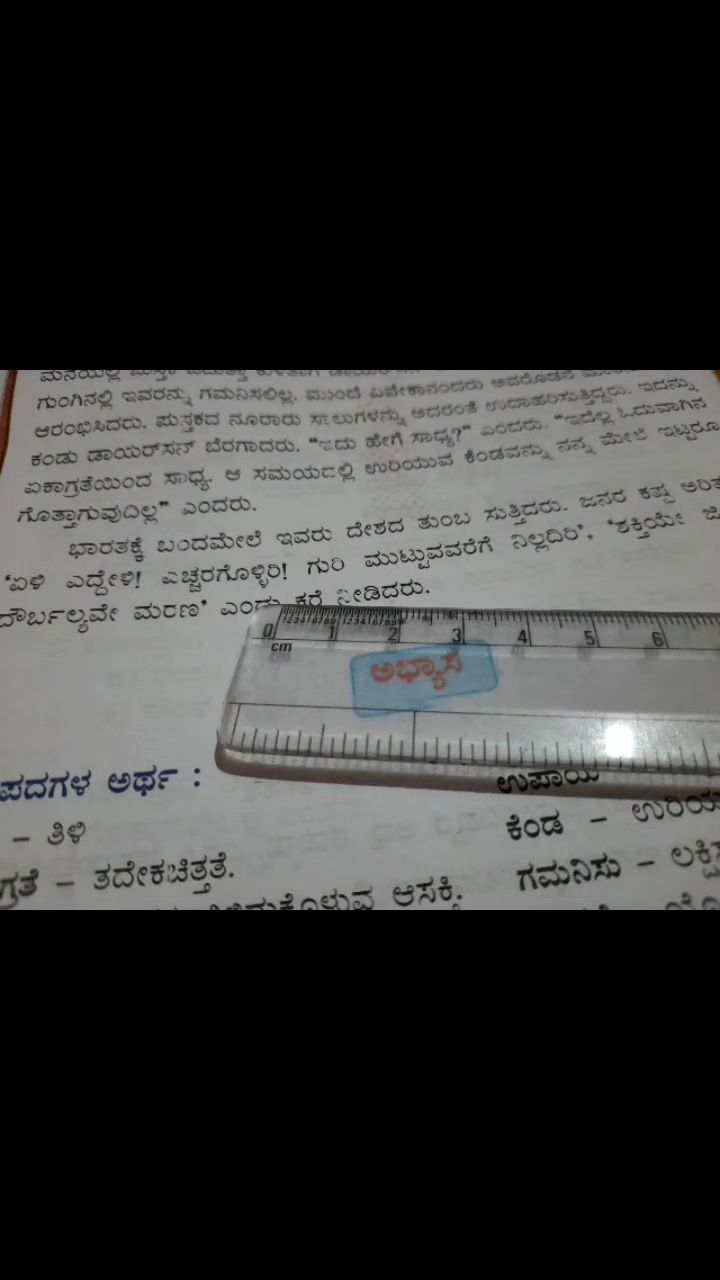 ಗುಂಗಿನಲ್ಲಿ ಇವರನ್ನು ಗಮನಿಸಲಿಲ್ಲ. ಮುಂದೆ ವಿವೇಕಾನಂದರು ಅವರೊಡನೆ
ಆರಂಭಿಸಿದರು. ಪುಸ್ತಕದ ನೂರಾರು ಸಾಲುಗಳನ್ನು ಅದರಂತೆ ಉದಾಹರಿಸುತ್ತಿದ್ದರು. ಇದನ್ನು
ಕಂಡು ಡಾಯರ್‌ಸನ್ ಬೆರಗಾದರು. "ಇದು ಹೇಗೆ ಸಾಧ್ಯ?" ಎಂದರು. "ಇದೆಲ್ಲ ಓದುವಾಗಿನ
ಏಕಾಗ್ರತೆಯಿಂದ ಸಾಧ್ಯ. ಆ ಸಮಯದಲ್ಲಿ ಉರಿಯುವ ಕೆಂಡವನ್ನು ನನ್ನ ಮೇಲೆ ಇಟ್ಟರೂ
ಗೊತ್ತಾಗುವುದಿಲ್ಲ" ಎಂದರು.
ಭಾರತಕ್ಕೆ ಬಂದಮೇಲೆ ಇವರು ದೇಶದ ತುಂಬ ಸುತ್ತಿದರು. ಜನರ ಕಷ್ಟ
'ಏಳಿ ಎದ್ದೇಳಿ! ಎಚ್ಚರಗೊಳ್ಳಿರಿ! ಗುರಿ ಮುಟ್ಟುವವರೆಗೆ ನಿಲ್ಲದಿರಿ', 'ಶಕ್ತಿಯೇ
ದೌರ್ಬಲ್ಯವೇ ಮರಣ' ಎಂದು ಕರೆ ನೀಡಿದರು.
0 1 2 3 4 5 6
cm
ಅಭ್ಯಾಸ
ಪದಗಳ ಅರ್ಥ :
– ತಿಳಿ
ಕೆಂಡ –
– ತದೇಕಚಿತ್ತತೆ.
ಗಮನಿಸು –
ಆಸಕ್ತಿ.